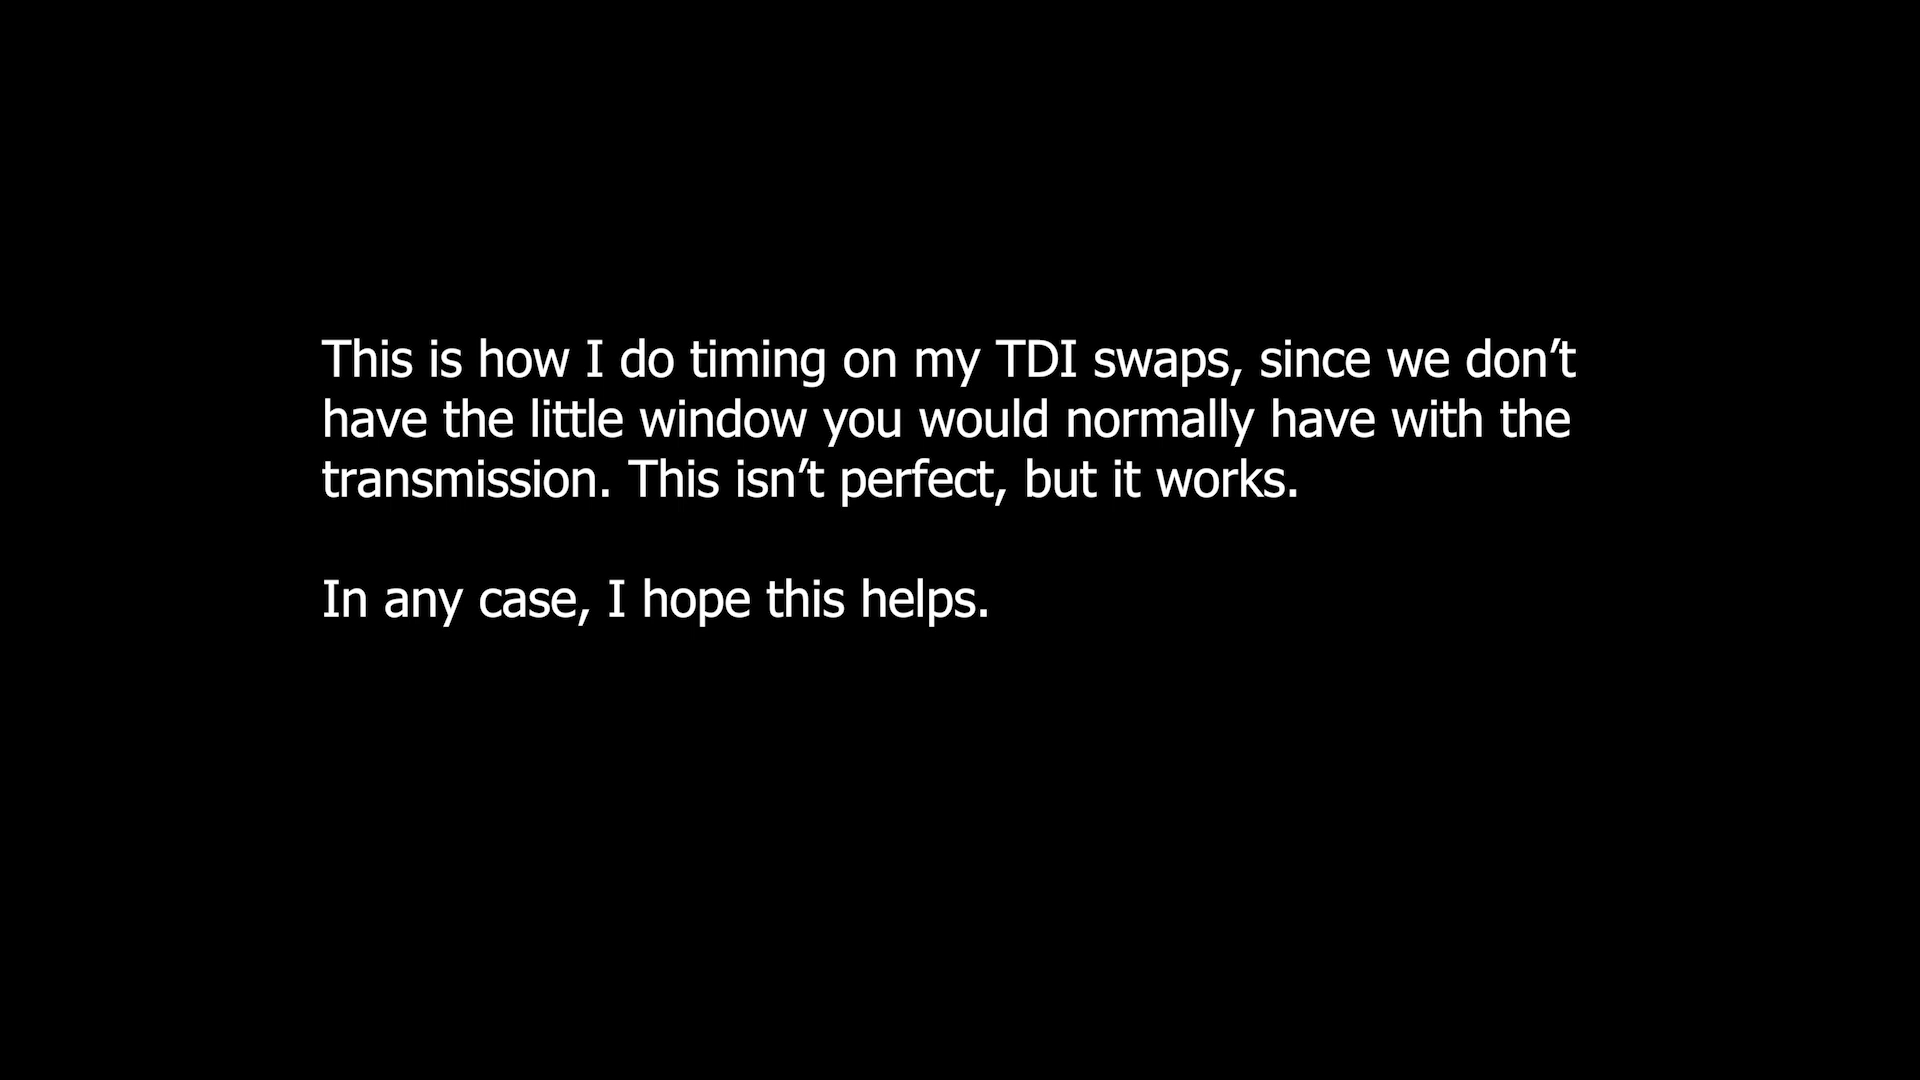 This is how I do timing on my TDI swaps, since we don’t
have the little window you would normally have with the
transmission. This isn’t perfect, but it works.
In any case, I hope this helps.